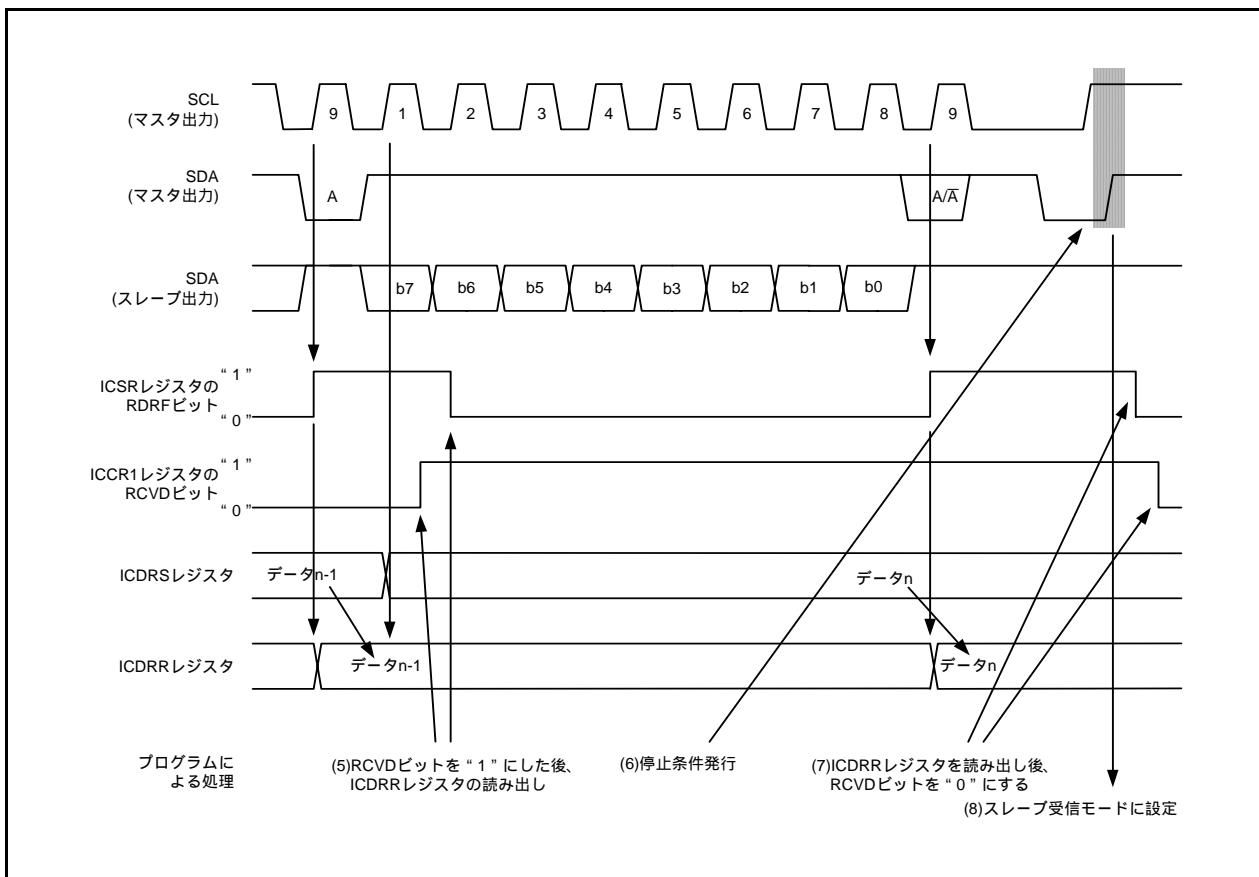 SCL
(マスタ出力)
9 1 2 3 4 5 6 7 8 9
SDA
(マスタ出力)
A A/A̅
SDA
(スレーブ出力)
b7 b6 b5 b4 b3 b2 b1 b0
ICSRレジスタの
RDRFビット
“ 1 ”
“ 0 ”
ICCR1レジスタの
RCVDビット
“ 1 ”
“ 0 ”
ICDRSレジスタ
データn-1 データn
ICDRRレジスタ
データn-1 データn
プログラムに
よる処理
(5)RCVDビットを “ 1 ” にした後、
ICDRRレジスタの読み出し
(6)停止条件発行
(7)ICDRRレジスタを読み出し後、
RCVDビットを “ 0 ” にする
(8)スレーブ受信モードに設定